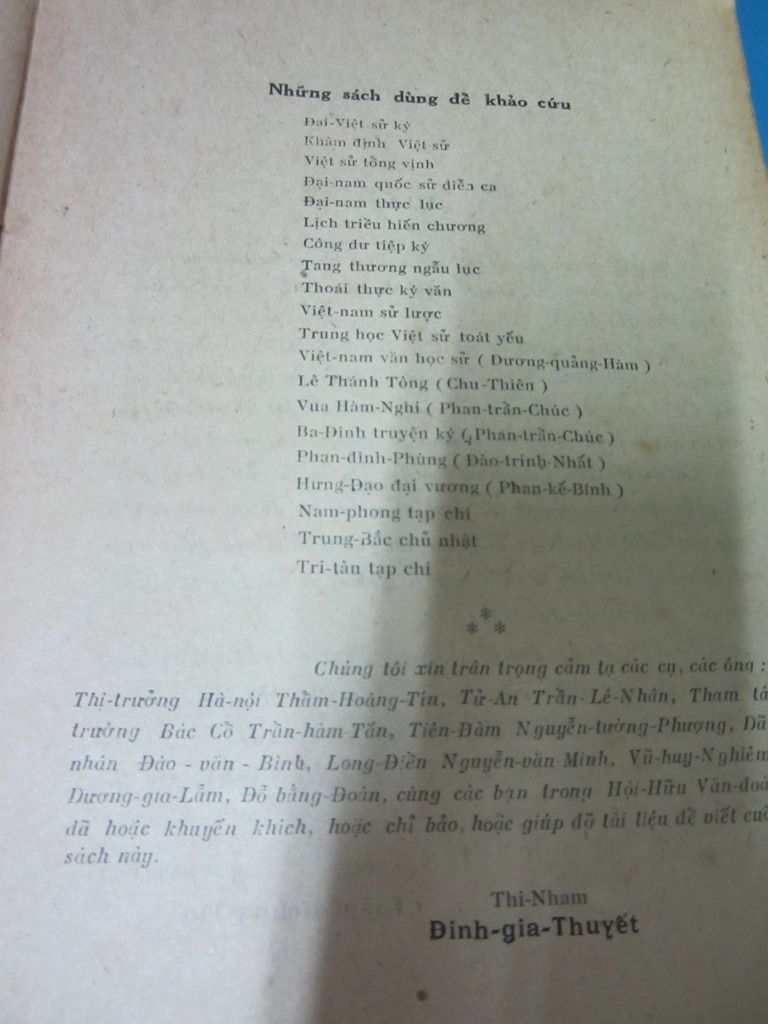 Những sách dùng để khảo cứu
Đại-Việt sử ký
Khâm định Việt sử
Việt sử tổng vịnh
Đại-nam quốc sử diễn ca
Đại-nam thực lục
Lịch triều hiến chương
Công dư tiệp ký
Tang thương ngẫu lục
Thoái thực ký văn
Việt-nam sử lược
Trung học Việt sử toát yếu
Việt-nam văn học sử ( Dương-quảng-Hàm )
Lê Thánh Tông ( Chu-Thiên )
Vua Hàm-Nghi ( Phan-trần-Chúc )
Ba-Đình truyện ký ( Phan-trần-Chúc )
Phan-đình-Phùng ( Đào-trinh-Nhất )
Hưng-Đạo đại vương ( Phan-kế-Bính )
Nam-phong tạp chí
Trung-Bắc chủ nhật
Tri-tân tạp chí
* * *
Chúng tôi xin trân trọng cảm tạ các cụ, các ông :
Thị-trưởng Hà-nội Thẩm-Hoàng-Tín, Từ-An Trần-Lê-Nhân, Tham tá
trường Bác Cổ Trần-hàm-Tấn, Tiên-Đàm Nguyễn-tường-Phượng, Dã
nhân Đào - văn - Bình, Long-Điền Nguyễn-văn-Minh, Vũ-huy-Nghiêm
Dương-gia-Lẫm, Đỗ bằng-Đoàn, cùng các bạn trong Hội-Hữu Văn-đoà
đã hoặc khuyến khích, hoặc chỉ bảo, hoặc giúp đỡ tài liệu để viết cuố
sách này.
Thi-Nham
Đinh-gia-Thuyết